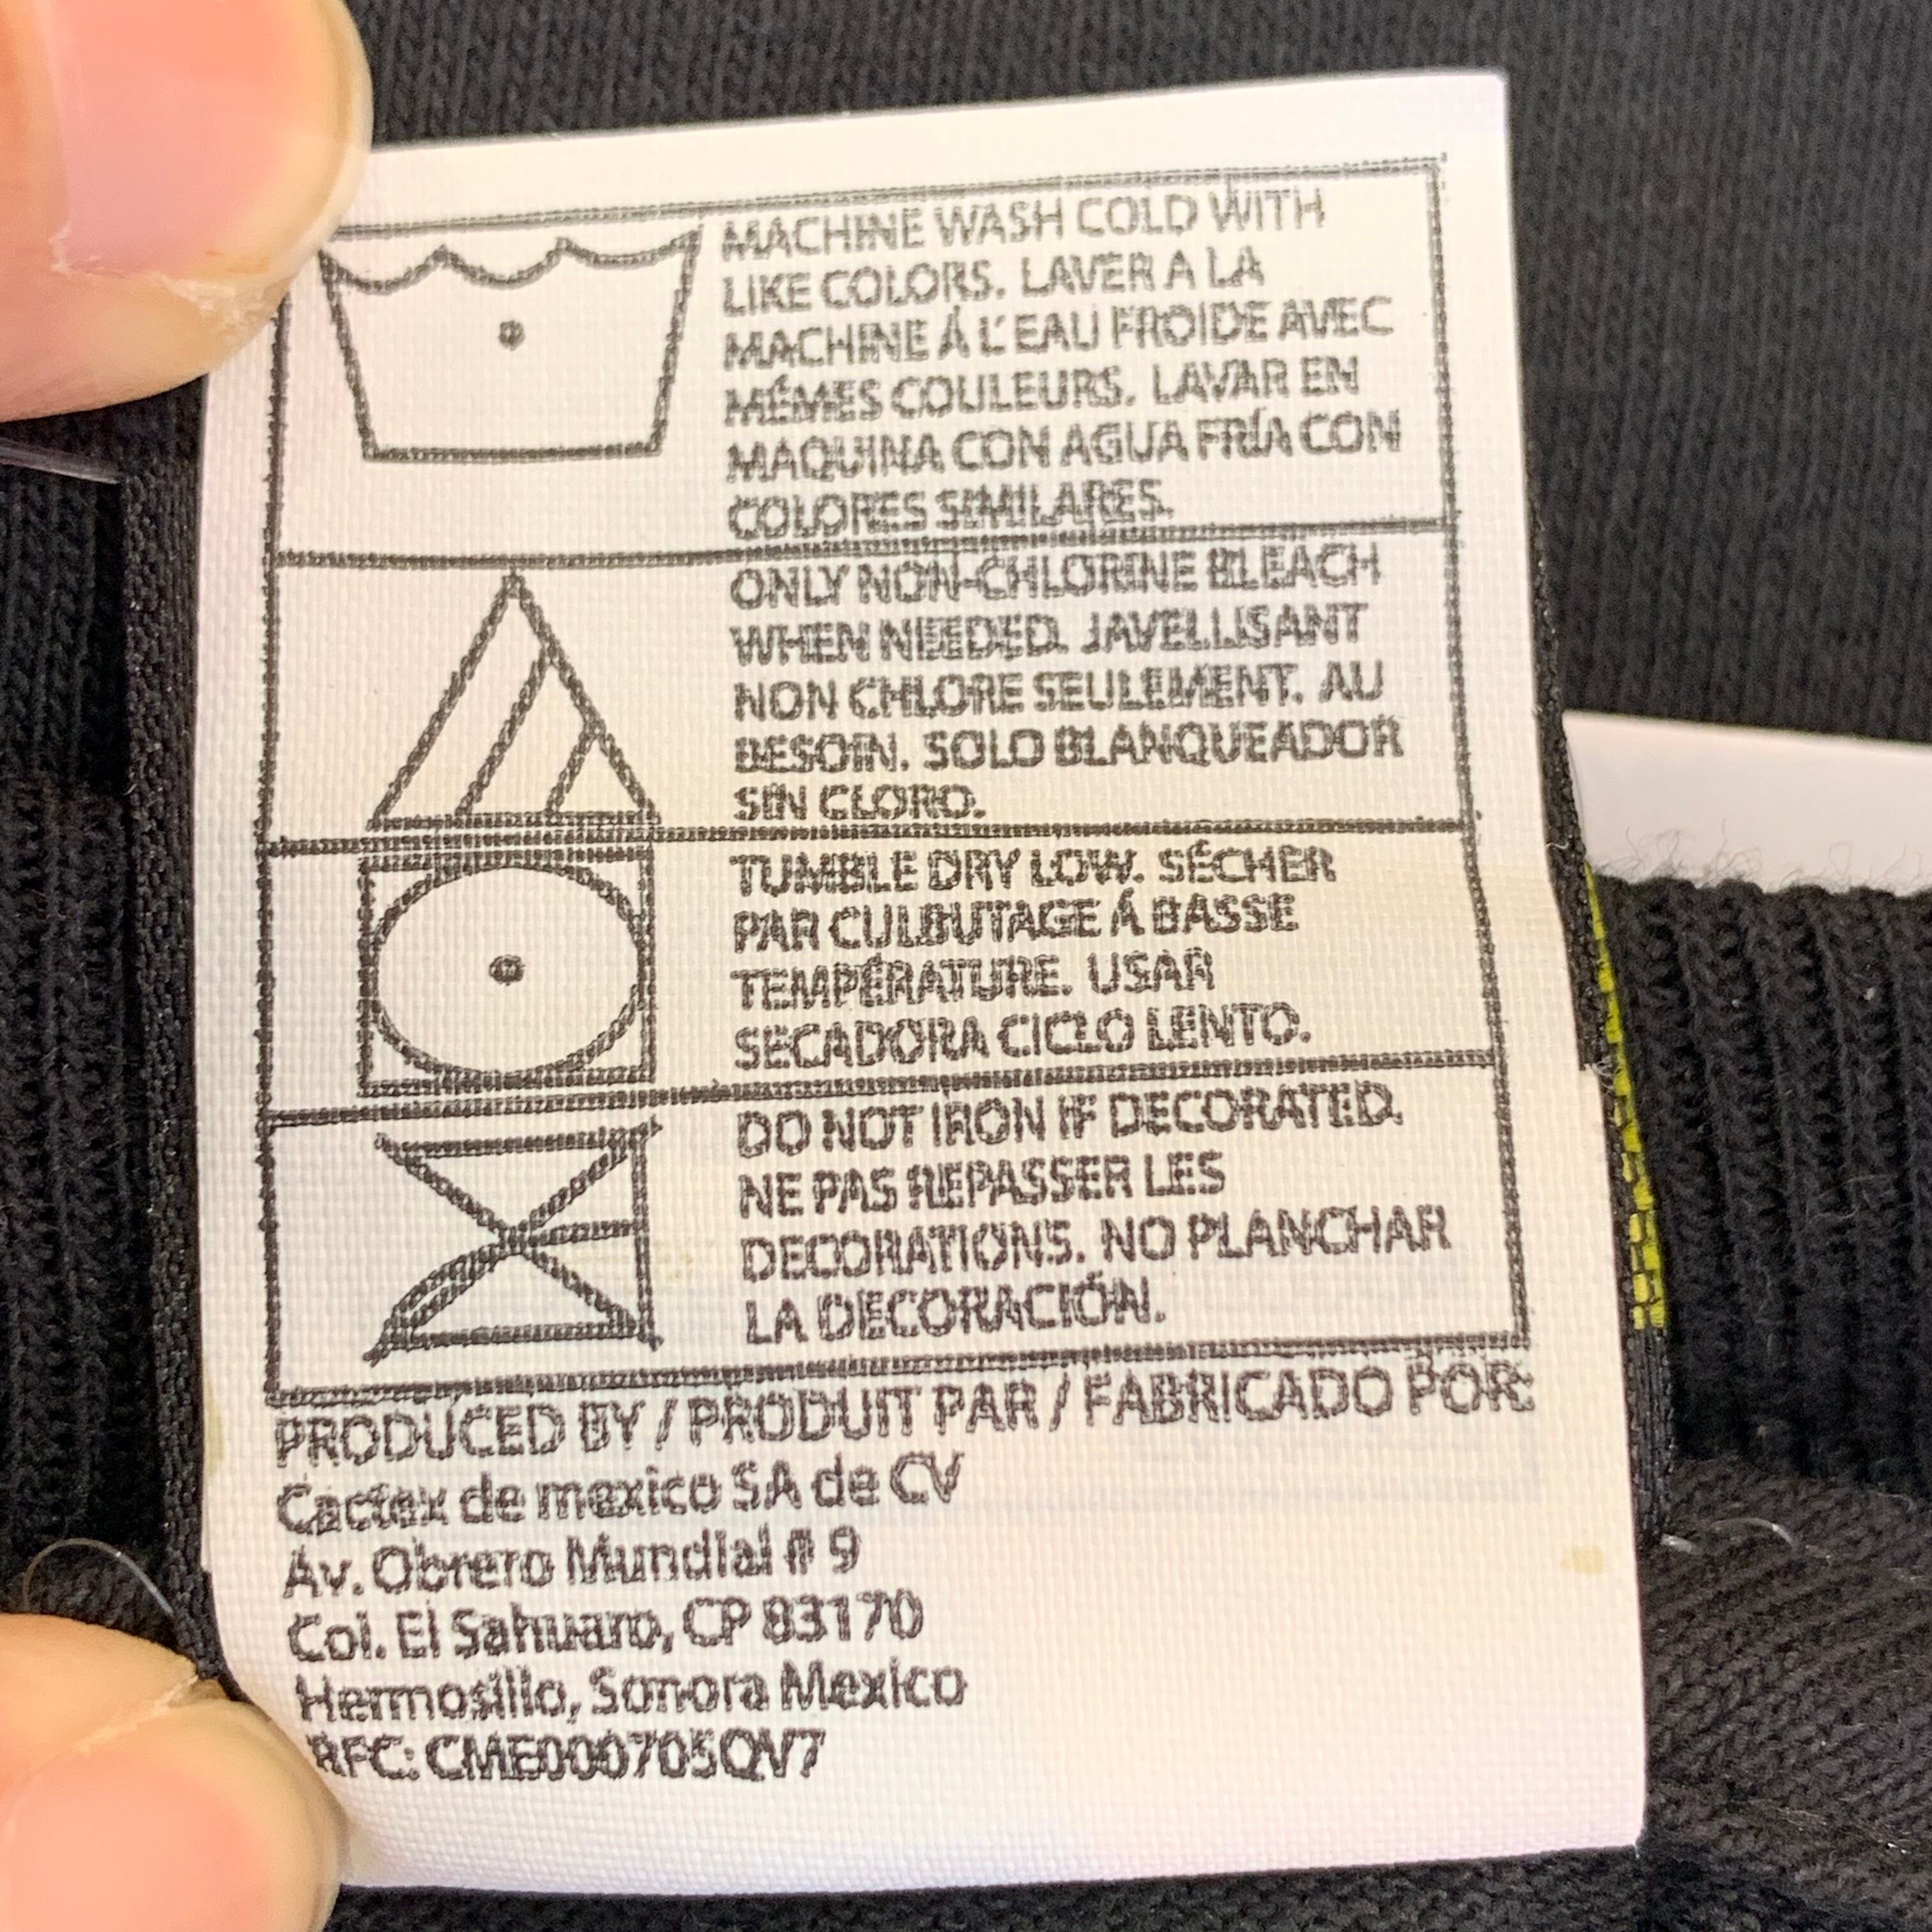 MACHINE WASH COLD WITH
LIKE COLORS. LAVER A LA
MACHINE Á L'EAU FROIDE AVEC
MÉMES COULEURS. LAVAR EN
MAQUINA CON AGUA FRÍA CON
COLORES SIMILARES.
ONLY NON-CHLORINE BLEACH
WHEN NEEDED. JAVELLISANT
NON CHLORE SEULEMENT. AU
BESOIN. SOLO BLANQUEADOR
SIN CLORO.
TUMBLE DRY LOW. SÉCHER
PAR CULBUTAGE Á BASSE
TEMPÉRATURE. USAR
SECADORA CICLO LENTO.
DO NOT IRON IF DECORATED.
NE PAS REPASSER LES
DECORATIONS. NO PLANCHAR
LA DECORACIÓN.
PRODUCED BY / PRODUIT PAR / FABRICADO POR:
Cactex de mexico SA de CV
Av. Obrero Mundial # 9
Col. El Sahuaro, CP 83170
Hermosillo, Sonora Mexico
RFC: CME000705QV7